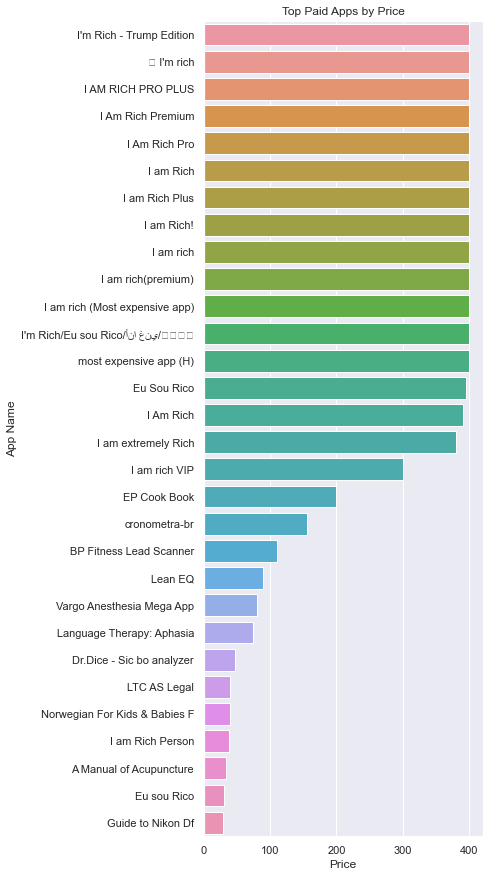 Top Paid Apps by Price
I'm Rich - Trump Edition
I'm rich
I AM RICH PRO PLUS
I Am Rich Premium
I Am Rich Pro
I am Rich
I am Rich Plus
I am Rich!
I am rich
I am rich(premium)
I am rich (Most expensive app)
I'm Rich/Eu sou Rico/أنا غني/
most expensive app (H)
Eu Sou Rico
I Am Rich
I am extremely Rich
I am rich VIP
EP Cook Book
cronometra-br
BP Fitness Lead Scanner
Lean EQ
Vargo Anesthesia Mega App
Language Therapy: Aphasia
Dr.Dice - Sic bo analyzer
LTC AS Legal
Norwegian For Kids & Babies F
I am Rich Person
A Manual of Acupuncture
Eu sou Rico
Guide to Nikon Df
App Name
0 100 200 300 400
Price